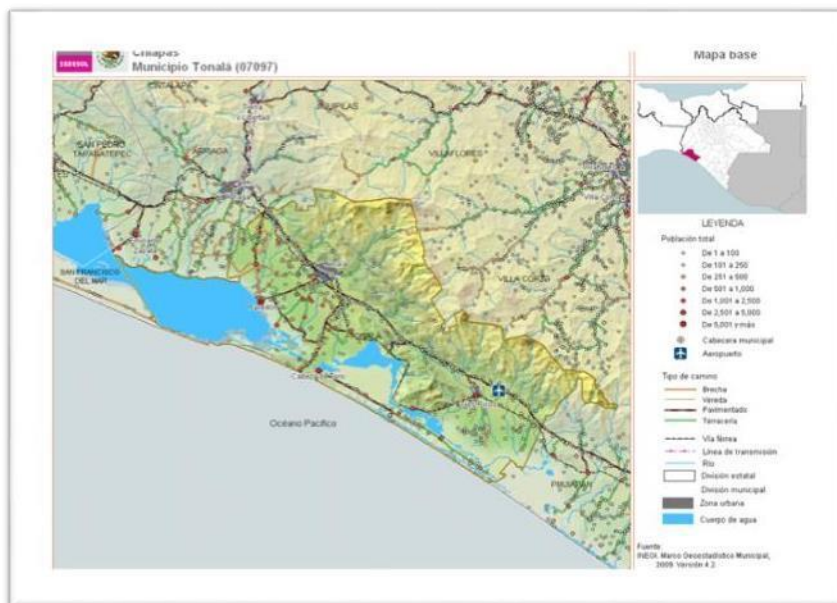 Chiapas
Municipio Tonalá (07097)
Mapa base
SAN PEDRO
TAPANATEPEC
ARRIAGA
VILLAFLORES
SAN FRANCISCO
DEL MAR
VILLA CORZO
Océano Pacífico
PIJIJIAPAN
LEYENDA
Población total
De 1 a 100
De 101 a 250
De 251 a 500
De 501 a 1,000
De 1,001 a 2,500
De 2,501 a 5,000
De 5,001 y más
Cabecera municipal
Aeropuerto
Tipo de camino
Brecha
Vereda
Pavimentado
Terracería
Vía férrea
Línea de transmisión
Río
División estatal
División municipal
Zona urbana
Cuerpo de agua
Fuente:
INEGI. Marco Geoestadístico Municipal,
2009. Versión 4.2